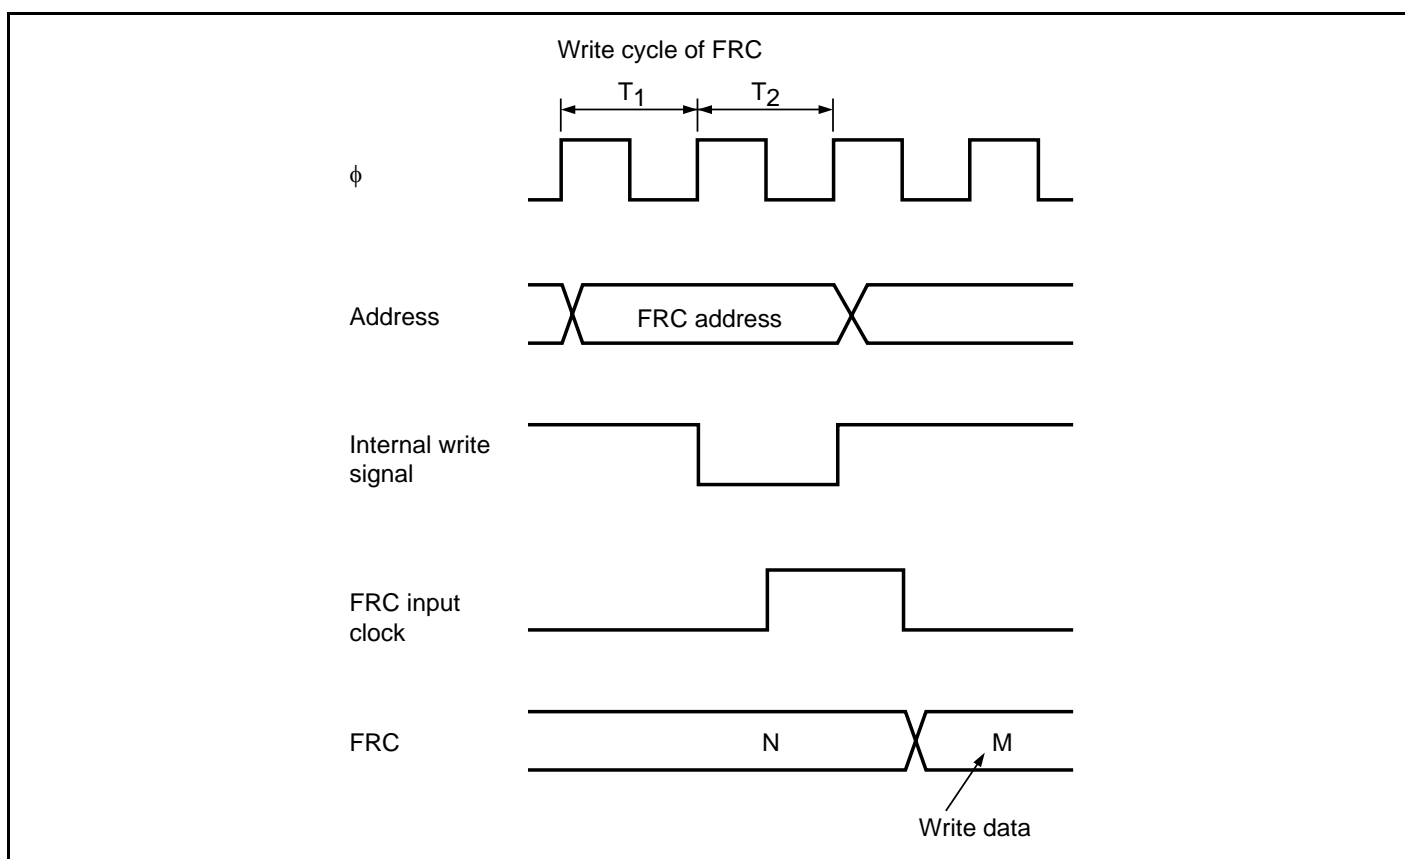 Write cycle of FRC
T1
T2
ϕ
Address
FRC address
Internal write
signal
FRC input
clock
FRC
N
M
Write data